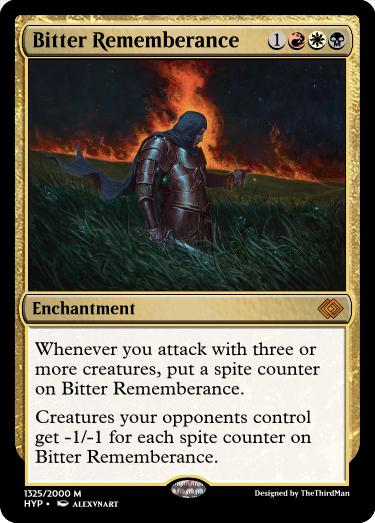 Bitter Rememberance 1
Enchantment
Whenever you attack with three or
more creatures, put a spite counter
on Bitter Rememberance.
Creatures your opponents control
get -1/-1 for each spite counter on
Bitter Rememberance.
1325/2000 M
Designed by TheThirdMan
HYP • ALEXVNART